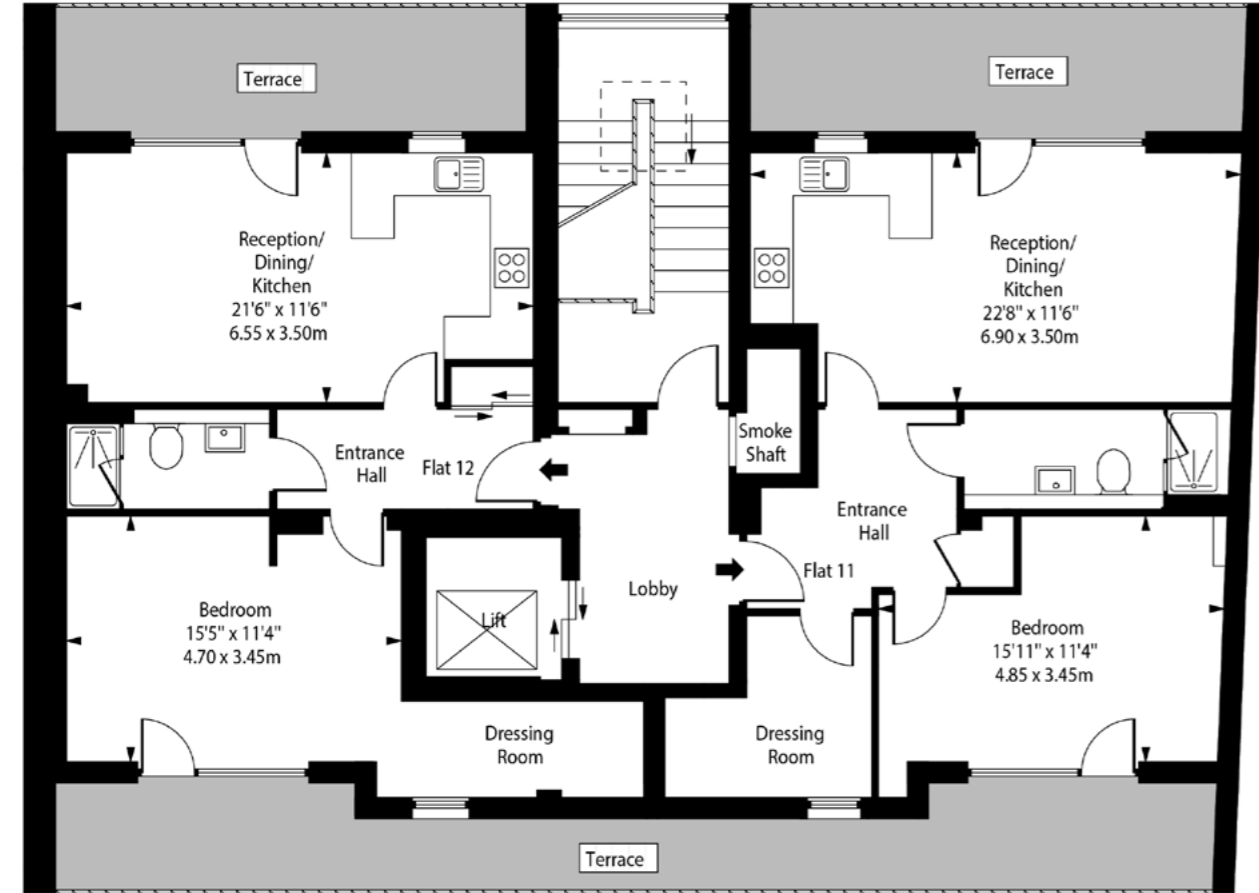 Terrace
Terrace
Reception/
Dining/
Kitchen
21'6" x 11'6"
6.55 x 3.50m
Reception/
Dining/
Kitchen
22'8" x 11'6"
6.90 x 3.50m
Smoke
Shaft
Entrance
Hall
Flat 12
Entrance
Hall
Flat 11
Lobby
Lift
Bedroom
15'5" x 11'4"
4.70 x 3.45m
Bedroom
15'11" x 11'4"
4.85 x 3.45m
Dressing
Room
Dressing
Room
Terrace